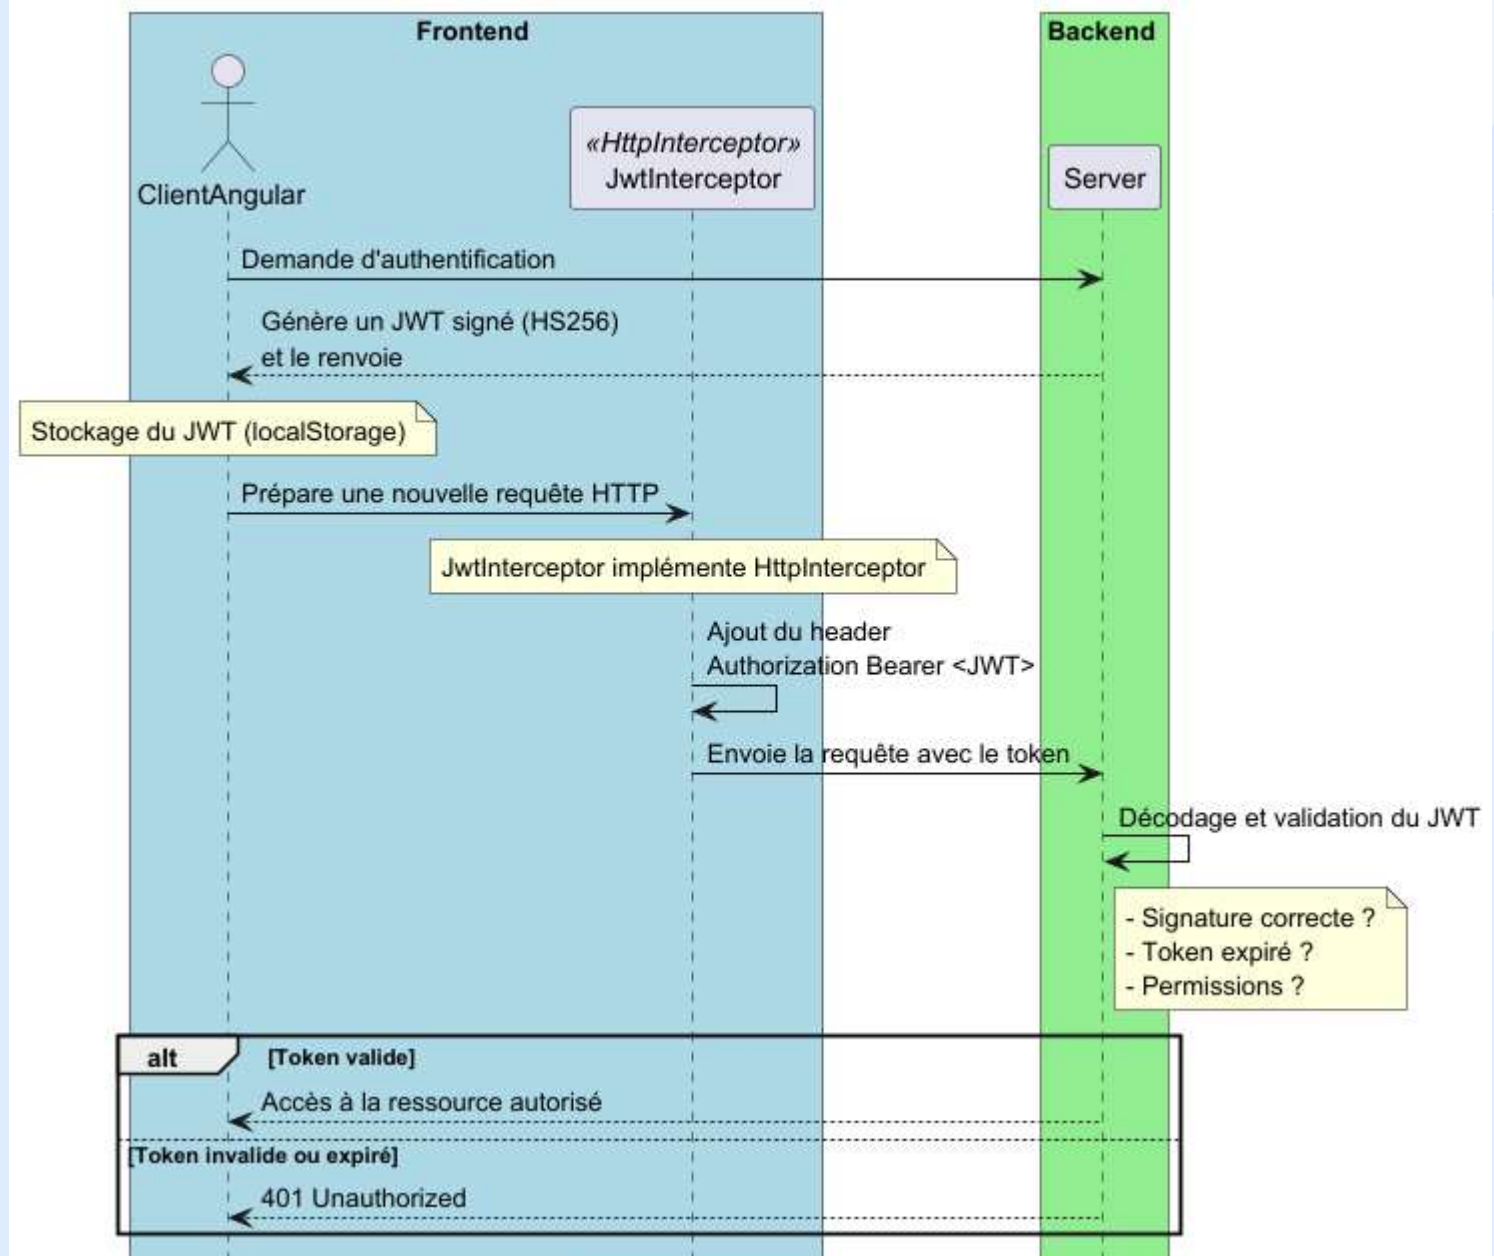 Frontend
Backend
«HttpInterceptor»
JwtInterceptor
Server
ClientAngular
Demande d'authentification
Génère un JWT signé (HS256)
et le renvoie
Stockage du JWT (localStorage)
Prépare une nouvelle requête HTTP
JwtInterceptor implémente HttpInterceptor
Ajout du header
Authorization Bearer <JWT>
Envoie la requête avec le token
Décodage et validation du JWT
- Signature correcte ?
- Token expiré ?
- Permissions ?
alt [Token valide]
Accès à la ressource autorisé
[Token invalide ou expiré]
401 Unauthorized